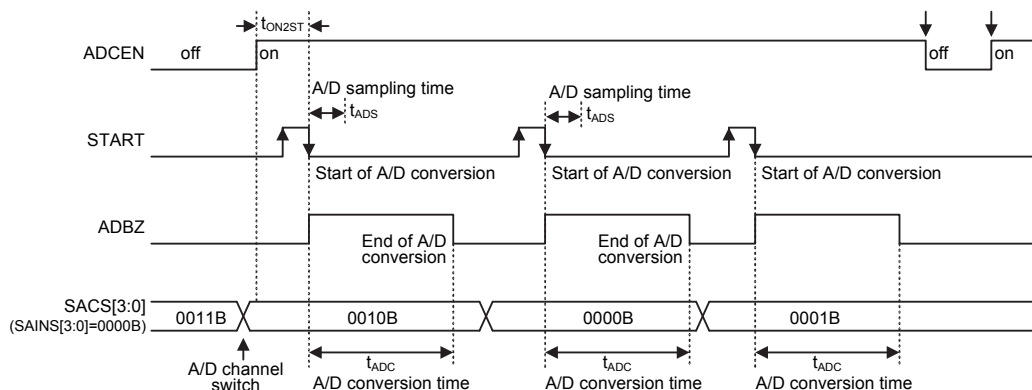 tON2ST
ADCEN off on off on
A/D sampling time A/D sampling time
tADS tADS
START
Start of A/D conversion Start of A/D conversion Start of A/D conversion
ADBZ
End of A/D conversion End of A/D conversion
SACS[3:0]
(SAINS[3:0]=0000B)
0011B 0010B 0000B 0001B
A/D channel switch
tADC tADC tADC
A/D conversion time A/D conversion time A/D conversion time